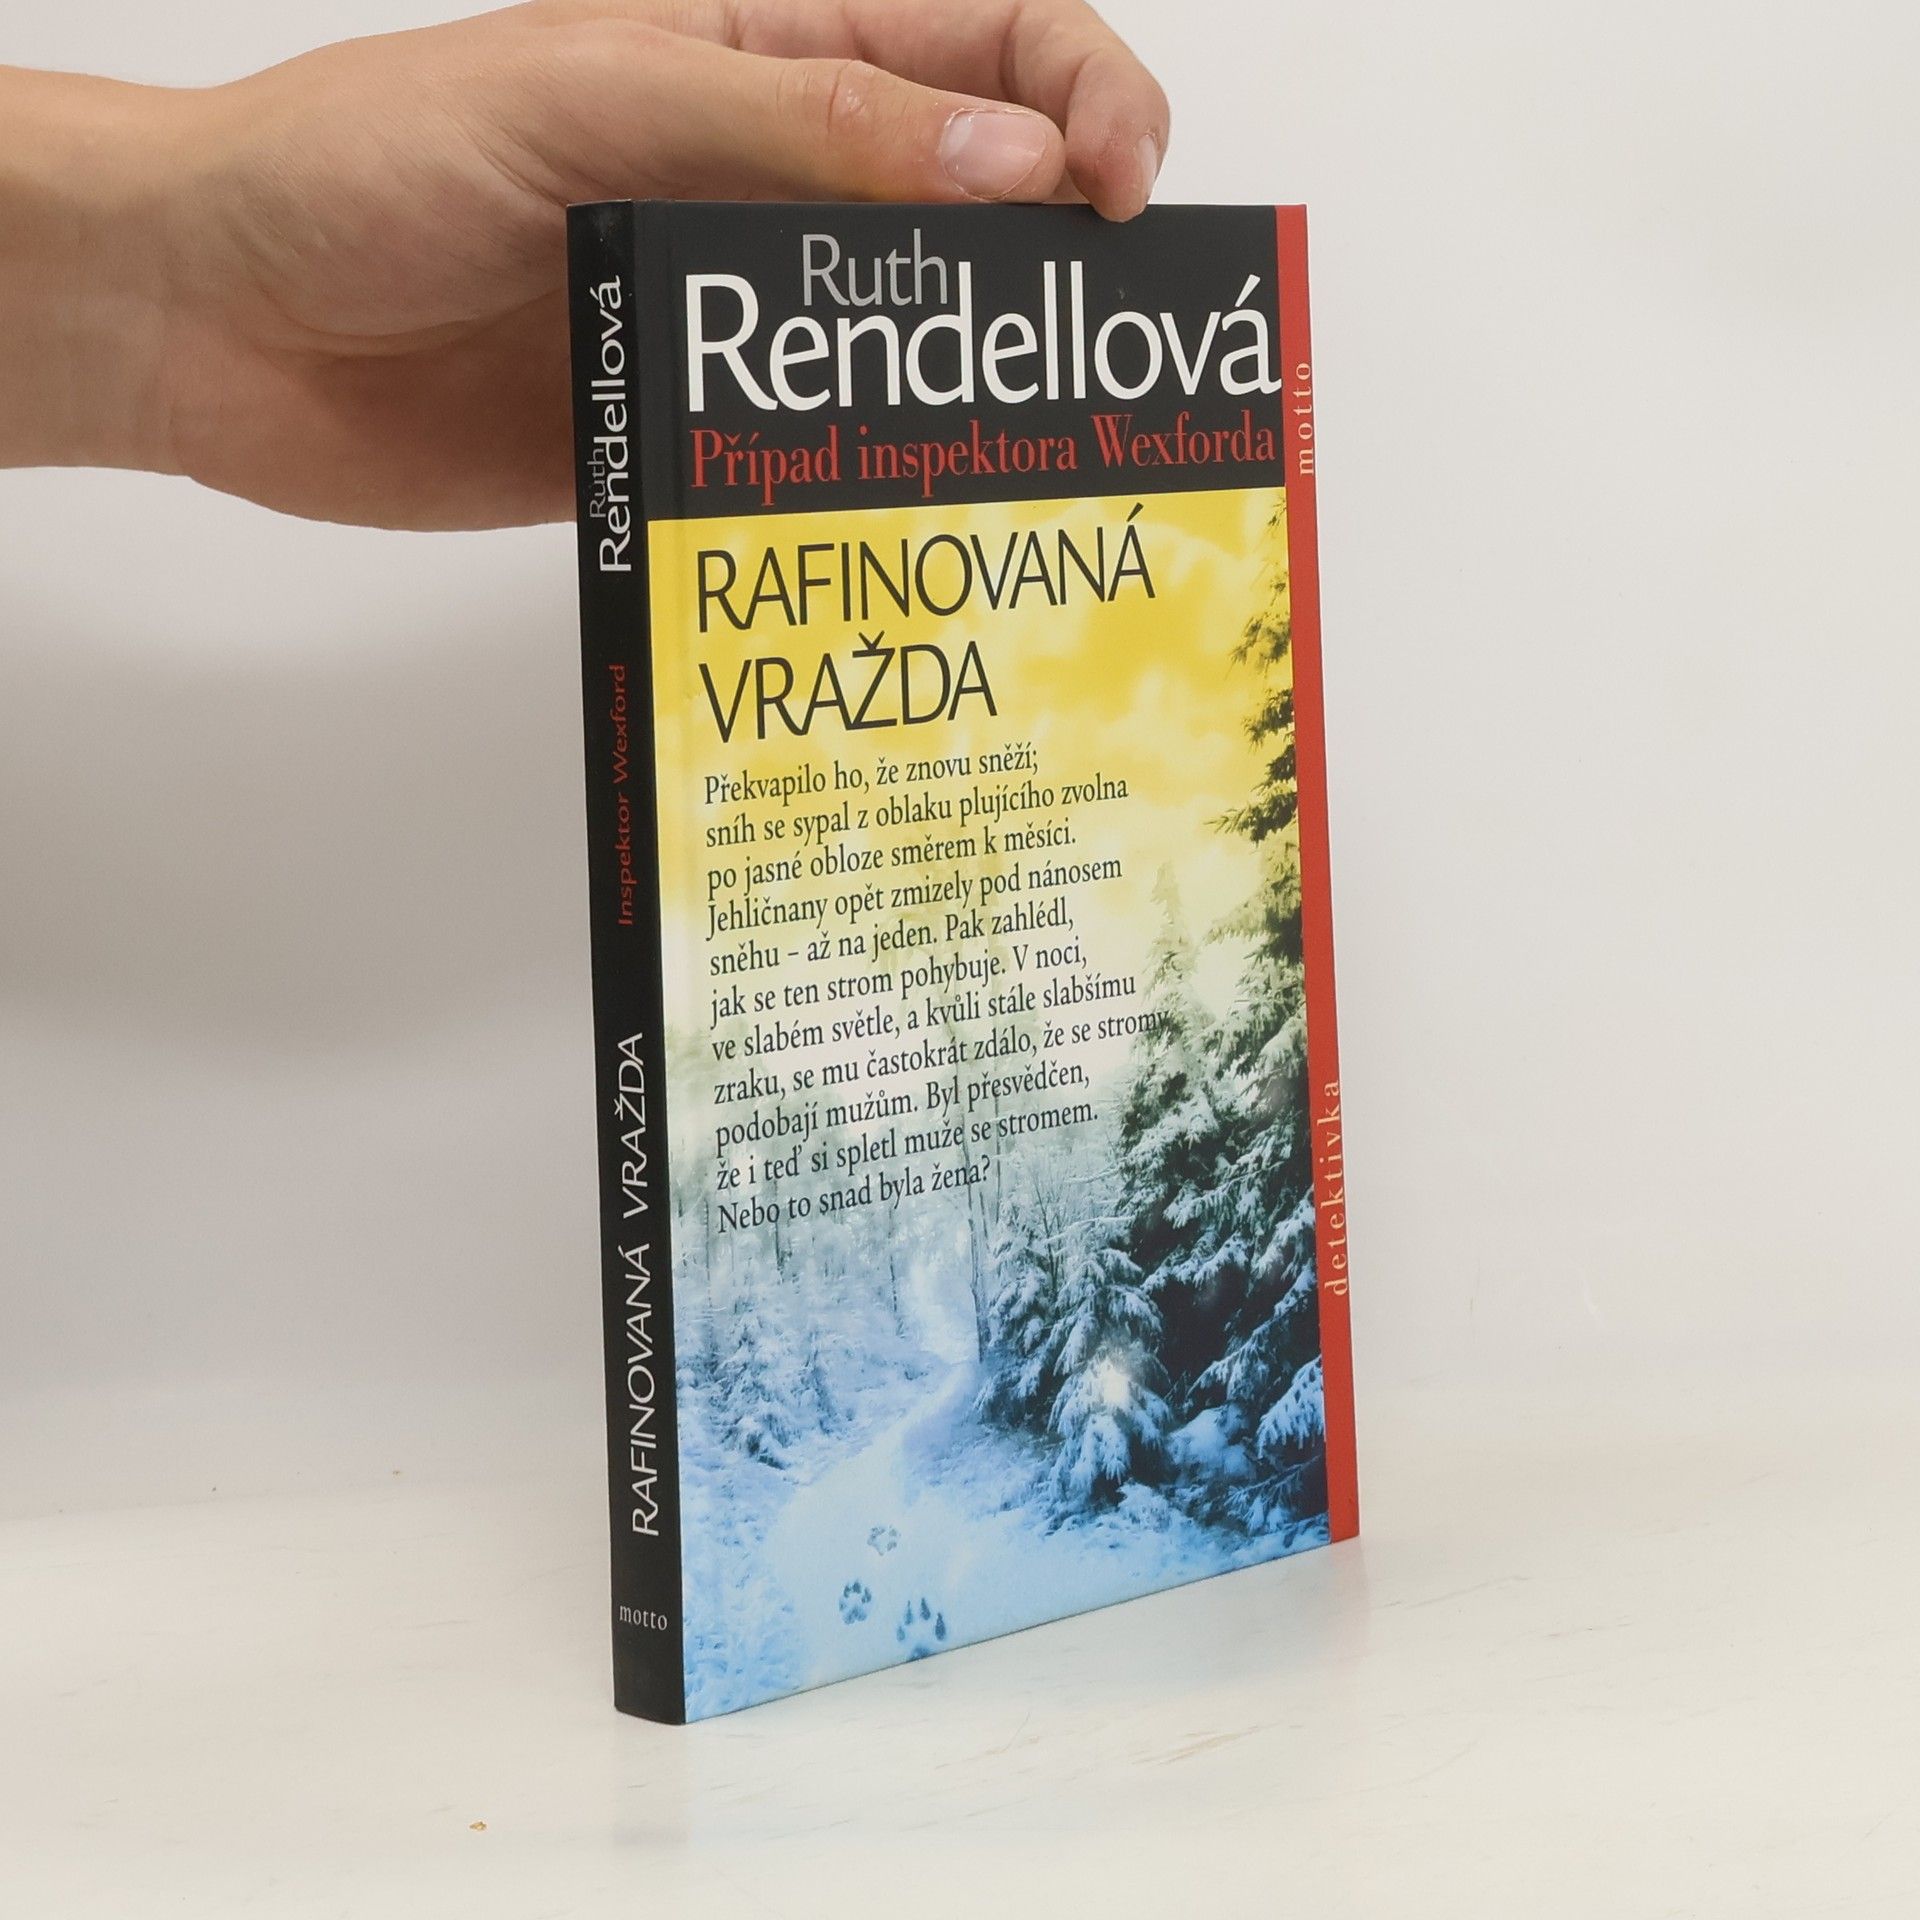 Ruth
Rendellová
Případ inspektora Wexforda
RAFINOVANÁ
VRAŽDA
Překvapilo ho, že znovu sněží;
sníh se sypal z oblaku plujícího zvolna
po jasné obloze směrem k měsíci.
Jehličnany opět zmizely pod nánosem
sněhu – až na jeden. Pak zahlédl,
jak se ten strom pohybuje. V noci,
ve slabém světle, a kvůli stále slabšímu
zraku, se mu častokrát zdálo, že se stromy
podobají mužům. Byl přesvědčen,
že i teď si spletl muže se stromem.
Nebo to snad byla žena?
motto
detektivka
Ruth
Rendellová
Inspektor Wexford
RAFINOVANÁ VRAŽDA
motto